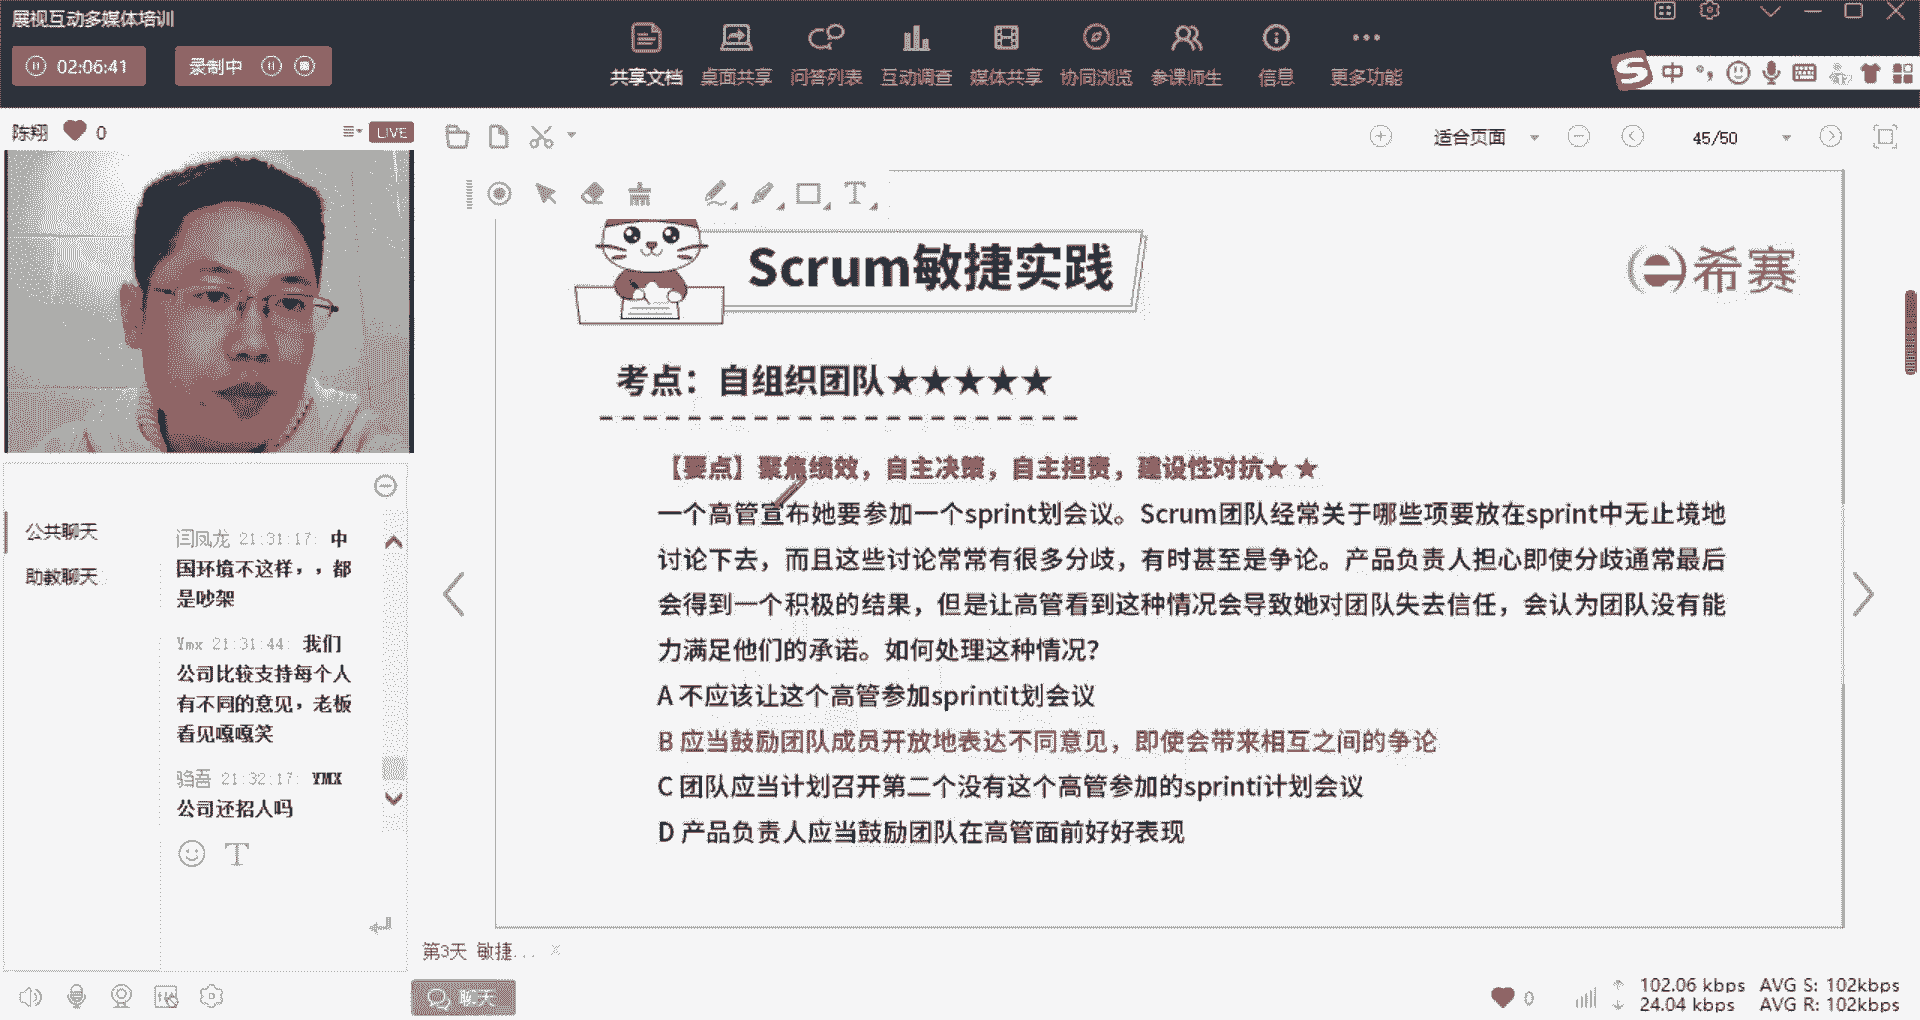 展视互动多媒体培训
02:06:41
录制中
共享文档 桌面共享 问答列表 互动调查 媒体共享 协同浏览 参课师生 信息 更多功能
中
陈翔 0
LIVE
适合页面
45/50
Scrum敏捷实践
希赛
考点：自组织团队★★★★★
【要点】聚焦绩效，自主决策，自主担责，建设性对抗★ ★
一个高管宣布她要参加一个sprint划会议。Scrum团队经常关于哪些项要放在sprint中无止境地
讨论下去，而且这些讨论常常有很多分歧，有时甚至是争论。产品负责人担心即使分歧通常最后
会得到一个积极的结果，但是让高管看到这种情况会导致她对团队失去信任，会认为团队没有能
力满足他们的承诺。如何处理这种情况？
A 不应该让这个高管参加sprintit划会议
B 应当鼓励团队成员开放地表达不同意见，即使会带来相互之间的争论
C 团队应当计划召开第二个没有这个高管参加的sprinti计划会议
D 产品负责人应当鼓励团队在高管面前好好表现
公共聊天
助教聊天
闫凤龙 21:31:17: 中
国环境不这样，，都
是吵架
Ymx 21:31:44: 我们
公司比较支持每个人
有不同的意见，老板
看见嘎嘎笑
21:32:17: YMX
公司还招人吗
第3天 敏捷...
聊天
0
102.06 kbps AVG S: 102kbps
24.04 kbps AVG R: 102kbps